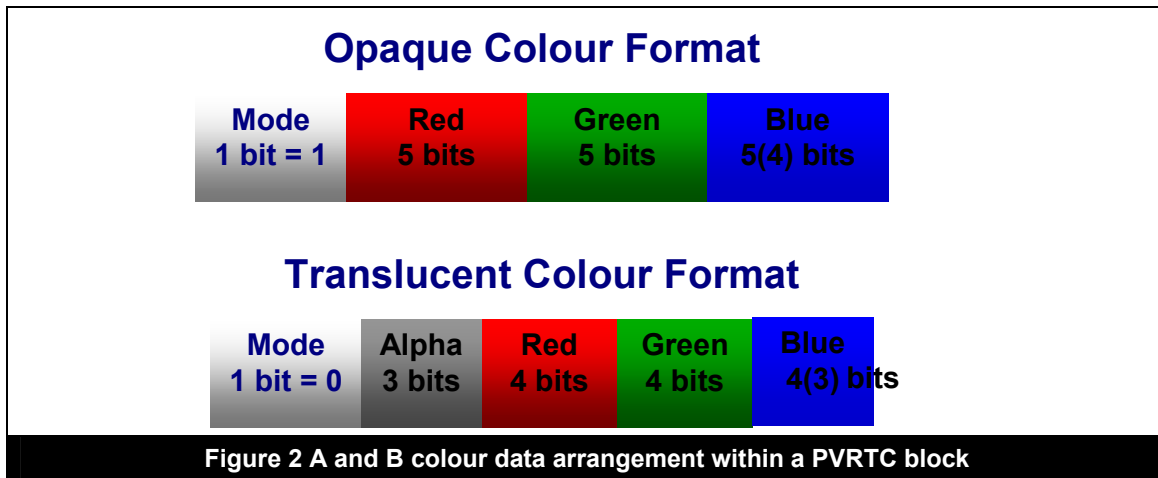 Opaque Colour Format
Mode Red Green Blue
1 bit = 1 5 bits 5 bits 5(4) bits
Translucent Colour Format
Mode Alpha Red Green Blue
1 bit = 0 3 bits 4 bits 4 bits 4(3) bits
Figure 2 A and B colour data arrangement within a PVRTC block